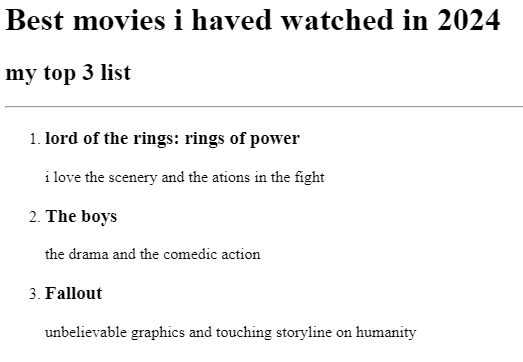 Best movies i haved watched in 2024
my top 3 list
1. lord of the rings: rings of power
i love the scenery and the ations in the fight
2. The boys
the drama and the comedic action
3. Fallout
unbelievable graphics and touching storyline on humanity